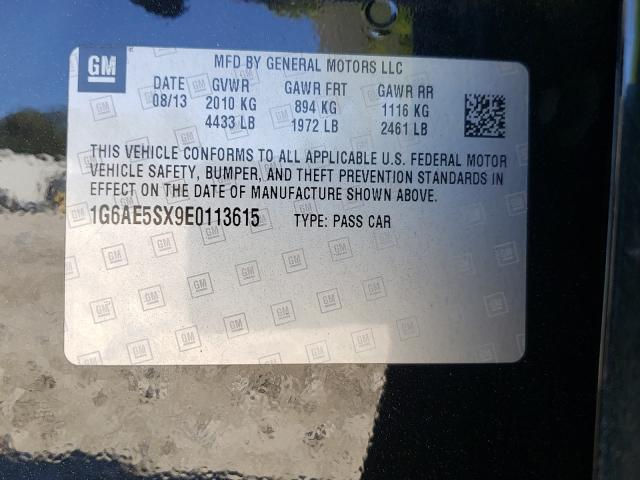 GM
MFD BY GENERAL MOTORS LLC
DATE GVWR GAWR FRT GAWR RR
08/13 2010 KG 894 KG 1116 KG
4433 LB 1972 LB 2461 LB
THIS VEHICLE CONFORMS TO ALL APPLICABLE U.S. FEDERAL MOTOR
VEHICLE SAFETY, BUMPER, AND THEFT PREVENTION STANDARDS IN
EFFECT ON THE DATE OF MANUFACTURE SHOWN ABOVE.
1G6AE5SX9E0113615 TYPE: PASS CAR